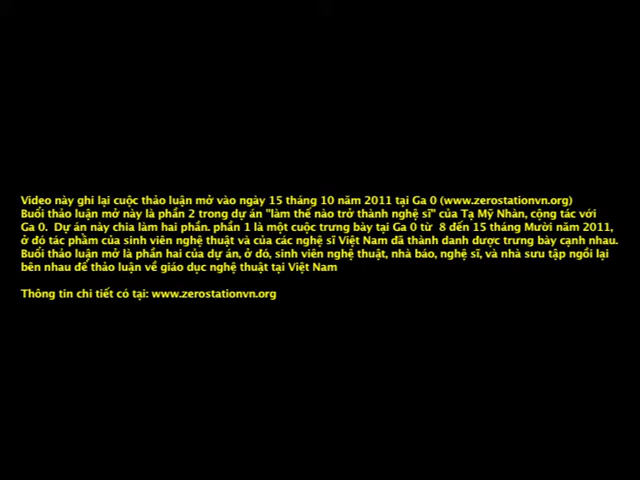 Video này ghi lại cuộc thảo luận mở vào ngày 15 tháng 10 năm 2011 tại Ga 0 (www.zerostationvn.org)
Buổi thảo luận mở này là phần 2 trong dự án "làm thế nào trở thành nghệ sĩ" của Tạ Mỹ Nhàn, cộng tác với
Ga 0. Dự án này chia làm hai phần. phần 1 là một cuộc trưng bày tại Ga 0 từ 8 đến 15 tháng Mười năm 2011,
ở đó tác phầm của sinh viên nghệ thuật và của các nghệ sĩ Việt Nam đã thành danh được trưng bày cạnh nhau.
Buổi thảo luận mở là phần hai của dự án, ở đó, sinh viên nghệ thuật, nhà báo, nghệ sĩ, và nhà sưu tập ngồi lại
bên nhau để thảo luận về giáo dục nghệ thuật tại Việt Nam
Thông tin chi tiết có tại: www.zerostationvn.org